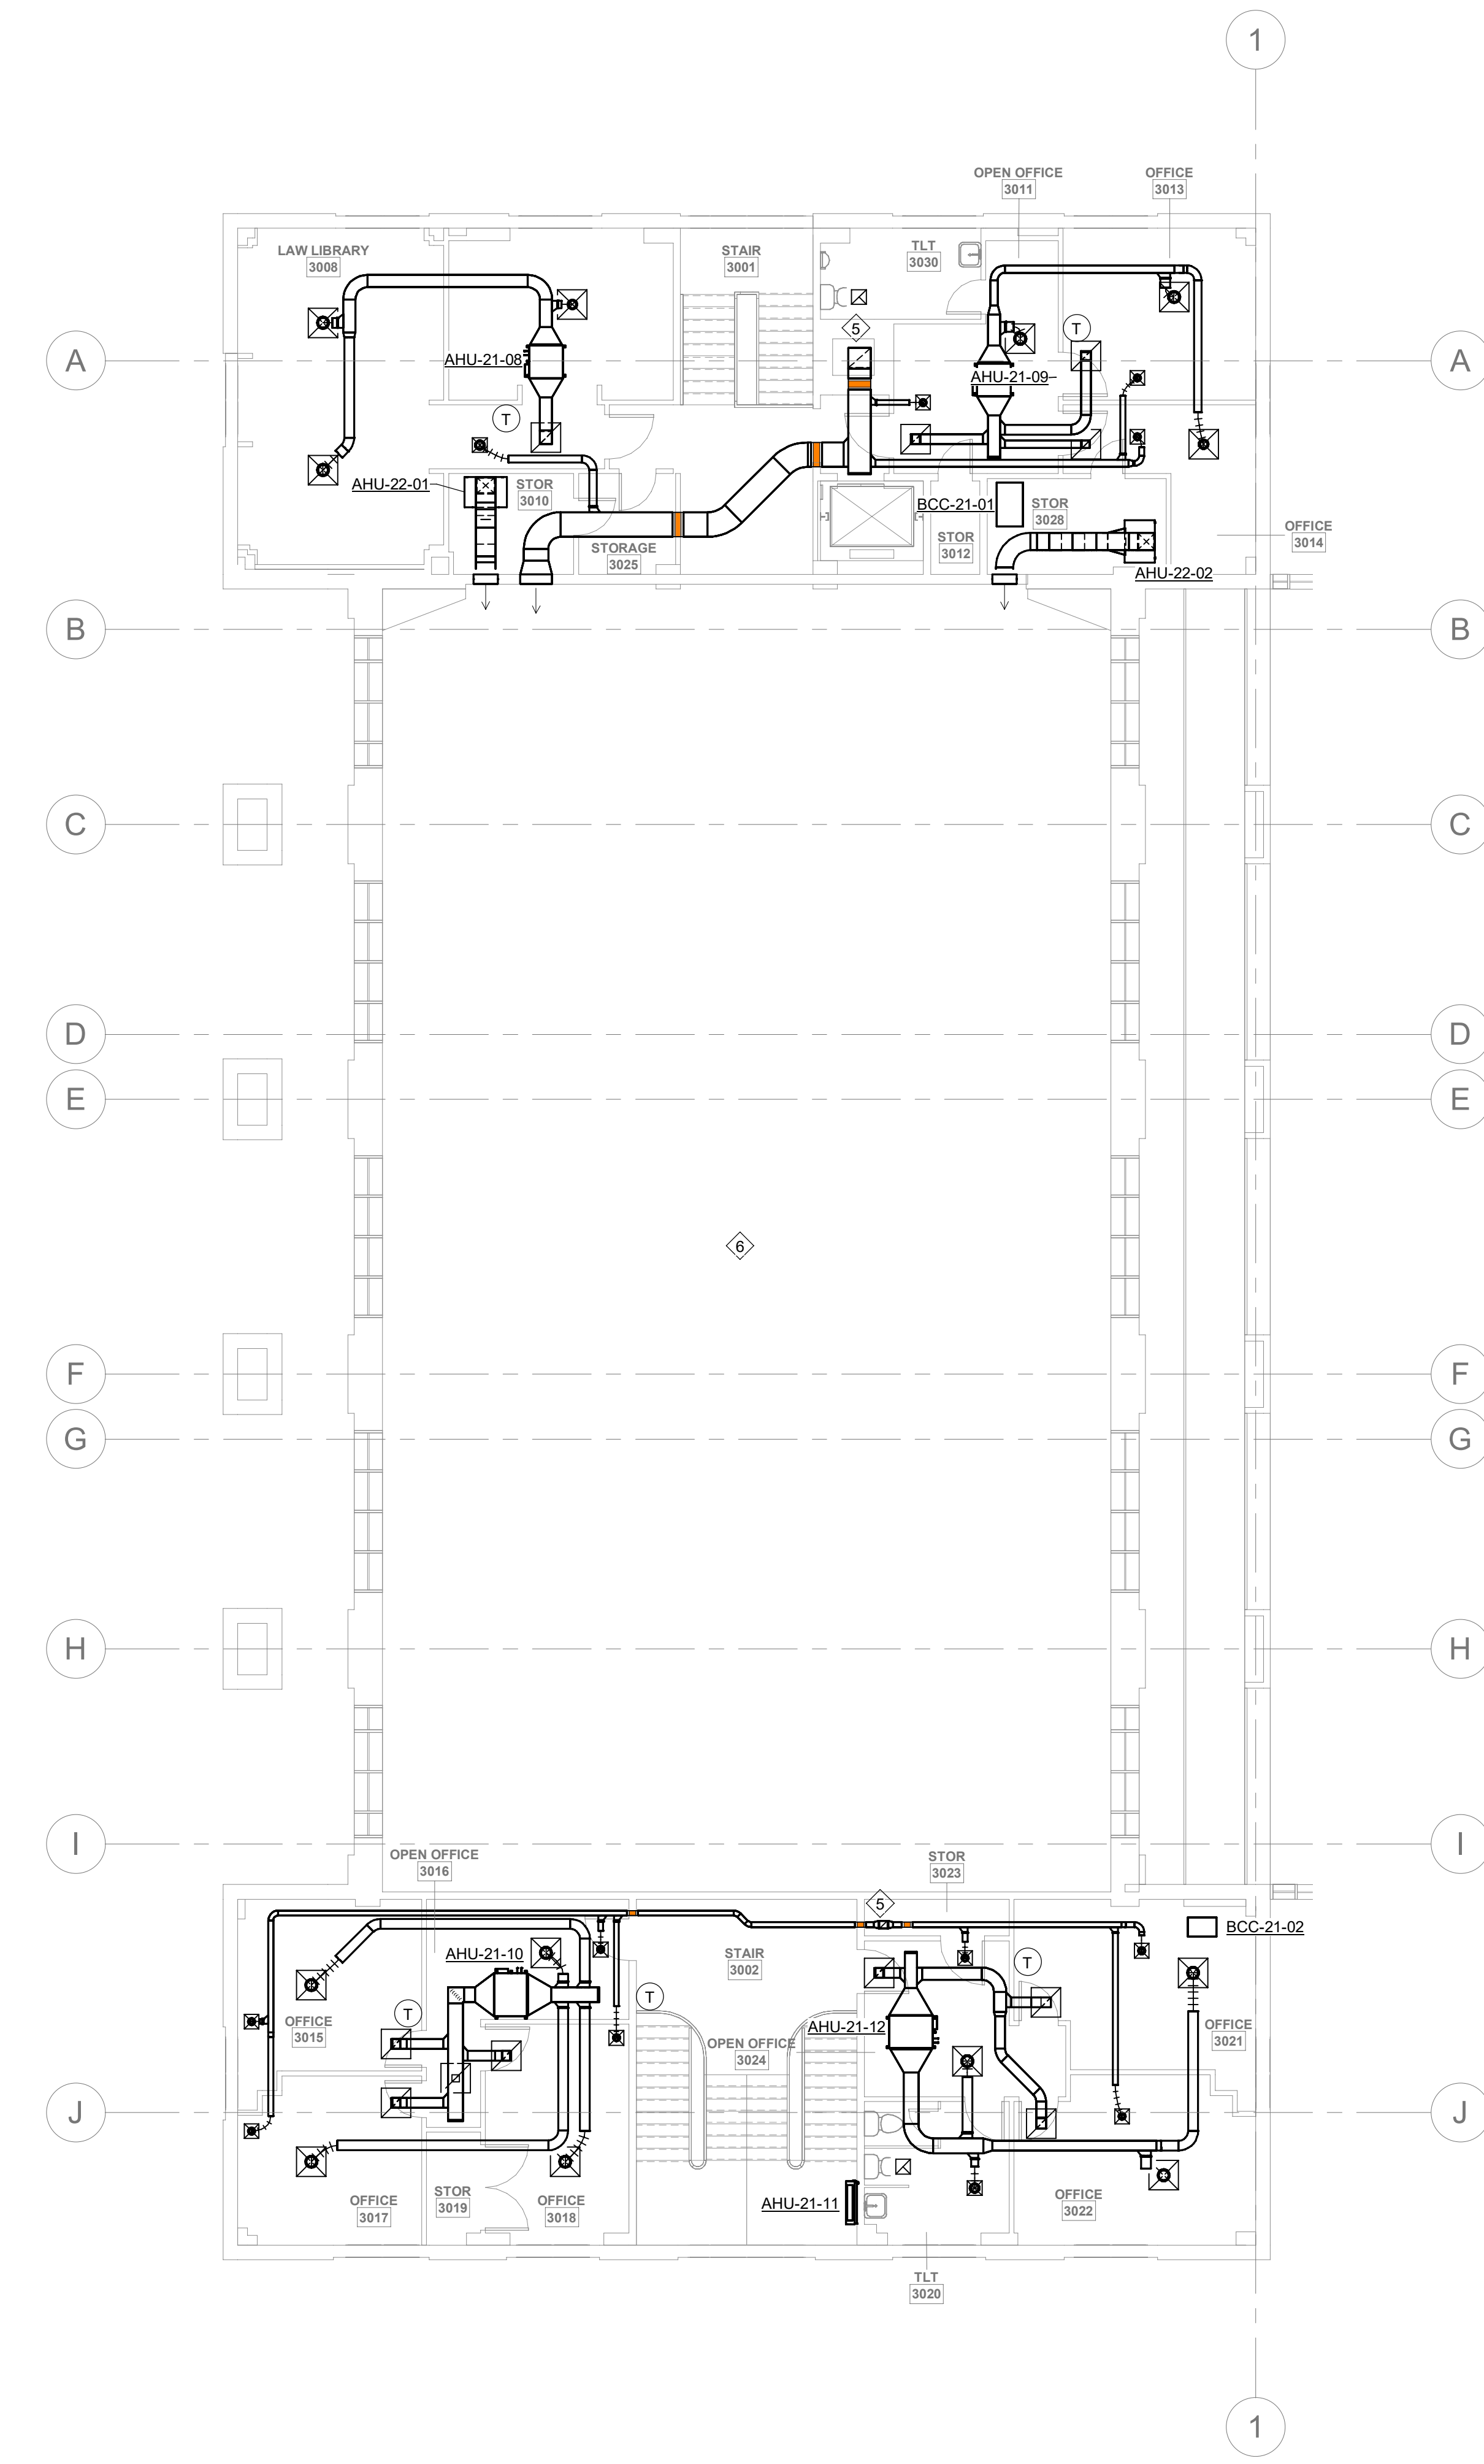 1
OPEN OFFICE
3011
OFFICE
3013
LAW LIBRARY
3008
STAIR
3001
TLT
3030
5
T
A
AHU-21-08
AHU-21-09
A
T
AHU-22-01
STOR
3010
BCC-21-01
STOR
3028
OFFICE
3014
STORAGE
3025
STOR
3012
AHU-22-02
B
B
C
C
D
D
E
E
6
F
F
G
G
H
H
I
I
OPEN OFFICE
3016
STOR
3023
5
BCC-21-02
AHU-21-10
STAIR
3002
T
T
T
OFFICE
3015
AHU-21-12
OFFICE
3021
OPEN OFFICE
3024
J
J
OFFICE
3017
STOR
3019
OFFICE
3018
AHU-21-11
OFFICE
3022
TLT
3020
1